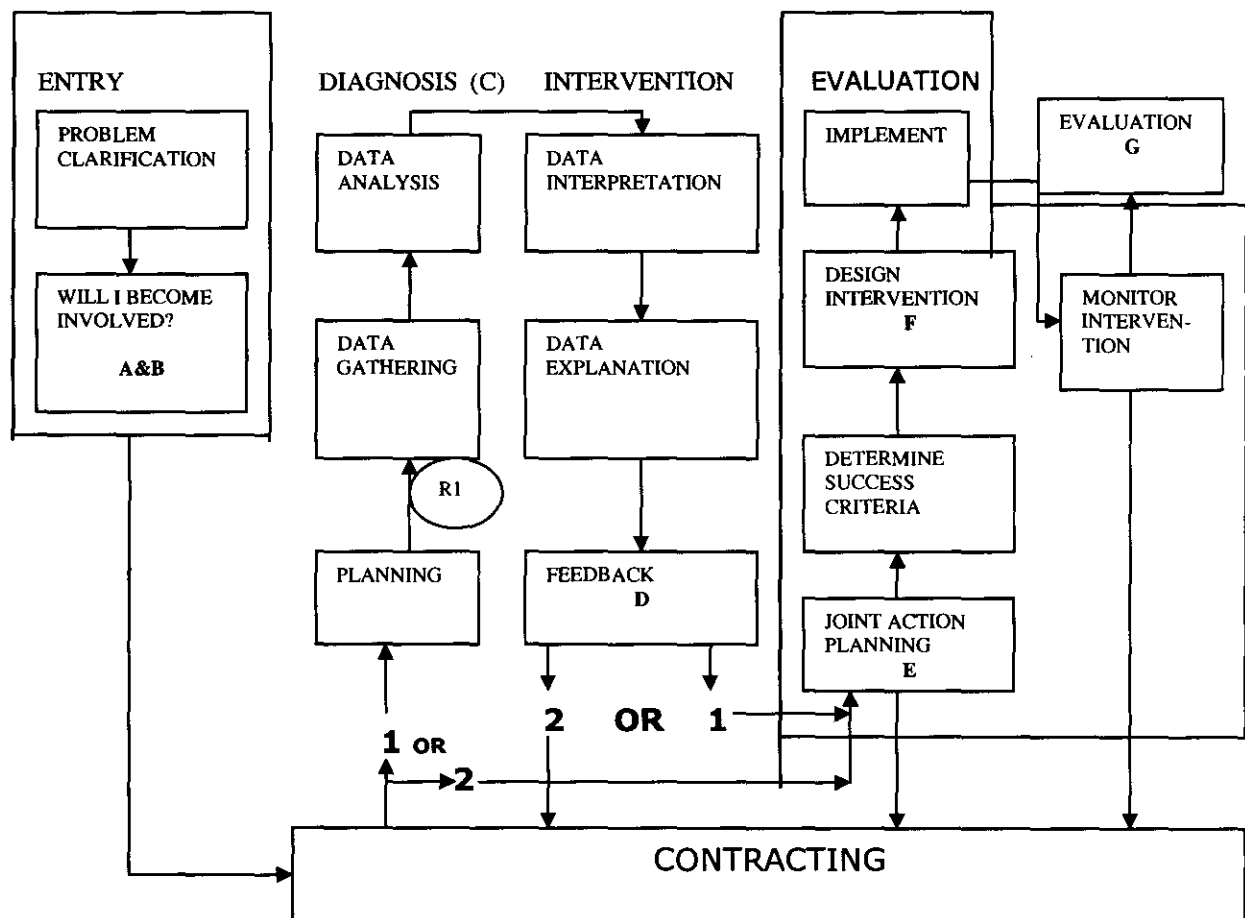 ENTRY
PROBLEM
CLARIFICATION
WILL I BECOME
INVOLVED?
A&B
DIAGNOSIS (C)
DATA
ANALYSIS
DATA
GATHERING
R1
PLANNING
1 OR
2
INTERVENTION
DATA
INTERPRETATION
DATA
EXPLANATION
FEEDBACK
D
2 OR 1
EVALUATION
IMPLEMENT
DESIGN
INTERVENTION
F
DETERMINE
SUCCESS
CRITERIA
JOINT ACTION
PLANNING
E
EVALUATION
G
MONITOR
INTERVEN-
TION
CONTRACTING